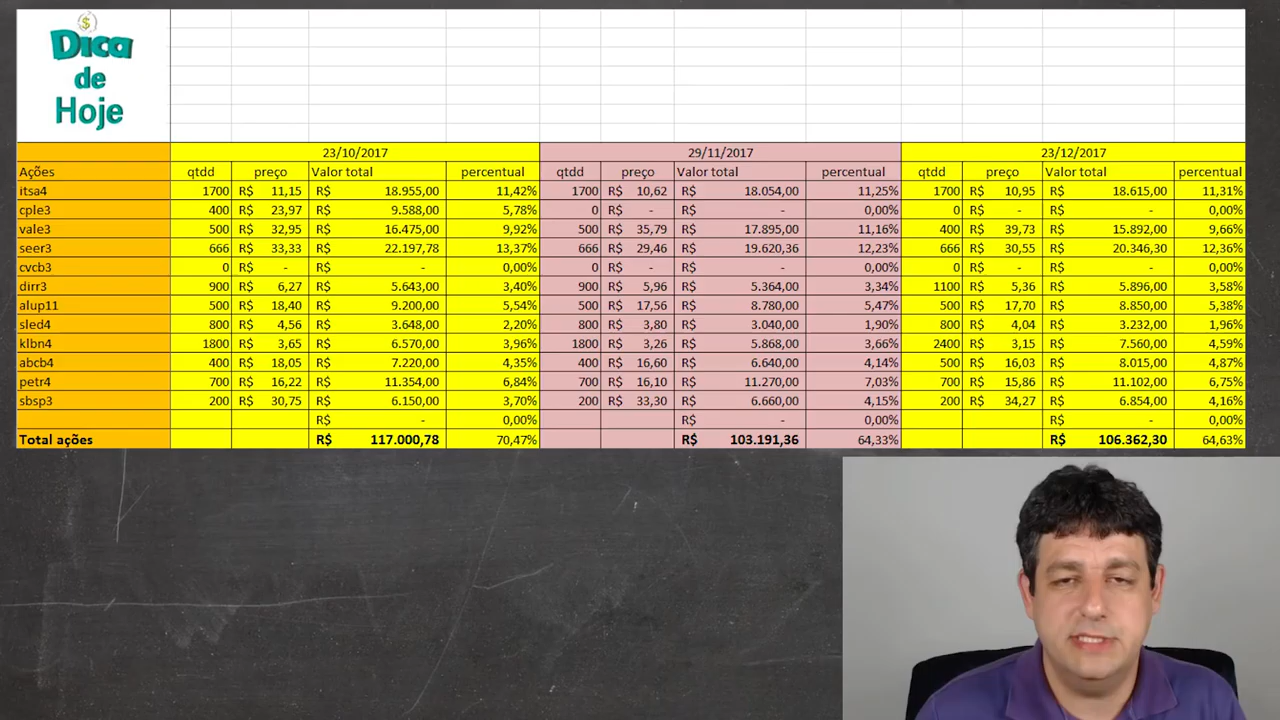 $
Dica
de
Hoje
23/10/2017 29/11/2017 23/12/2017
Ações qtdd preço Valor total percentual qtdd preço Valor total percentual qtdd preço Valor total percentual
itsa4 1700 R$ 11,15 R$ 18.955,00 11,42% 1700 R$ 10,62 R$ 18.054,00 11,25% 1700 R$ 10,95 R$ 18.615,00 11,31%
cple3 400 R$ 23,97 R$ 9.588,00 5,78% 0 R$ - R$ - 0,00% 0 R$ - R$ - 0,00%
vale3 500 R$ 32,95 R$ 16.475,00 9,92% 500 R$ 35,79 R$ 17.895,00 11,16% 400 R$ 39,73 R$ 15.892,00 9,66%
seer3 666 R$ 33,33 R$ 22.197,78 13,37% 666 R$ 29,46 R$ 19.620,36 12,23% 666 R$ 30,55 R$ 20.346,30 12,36%
cvcb3 0 R$ - R$ - 0,00% 0 R$ - R$ - 0,00% 0 R$ - R$ - 0,00%
dirr3 900 R$ 6,27 R$ 5.643,00 3,40% 900 R$ 5,96 R$ 5.364,00 3,34% 1100 R$ 5,36 R$ 5.896,00 3,58%
alup11 500 R$ 18,40 R$ 9.200,00 5,54% 500 R$ 17,56 R$ 8.780,00 5,47% 500 R$ 17,70 R$ 8.850,00 5,38%
sled4 800 R$ 4,56 R$ 3.648,00 2,20% 800 R$ 3,80 R$ 3.040,00 1,90% 800 R$ 4,04 R$ 3.232,00 1,96%
klbn4 1800 R$ 3,65 R$ 6.570,00 3,96% 1800 R$ 3,26 R$ 5.868,00 3,66% 2400 R$ 3,15 R$ 7.560,00 4,59%
abcb4 400 R$ 18,05 R$ 7.220,00 4,35% 400 R$ 16,60 R$ 6.640,00 4,14% 500 R$ 16,03 R$ 8.015,00 4,87%
petr4 700 R$ 16,22 R$ 11.354,00 6,84% 700 R$ 16,10 R$ 11.270,00 7,03% 700 R$ 15,86 R$ 11.102,00 6,75%
sbsp3 200 R$ 30,75 R$ 6.150,00 3,70% 200 R$ 33,30 R$ 6.660,00 4,15% 200 R$ 34,27 R$ 6.854,00 4,16%
R$ - 0,00% R$ - 0,00% R$ - 0,00%
Total ações R$ 117.000,78 70,47% R$ 103.191,36 64,33% R$ 106.362,30 64,63%